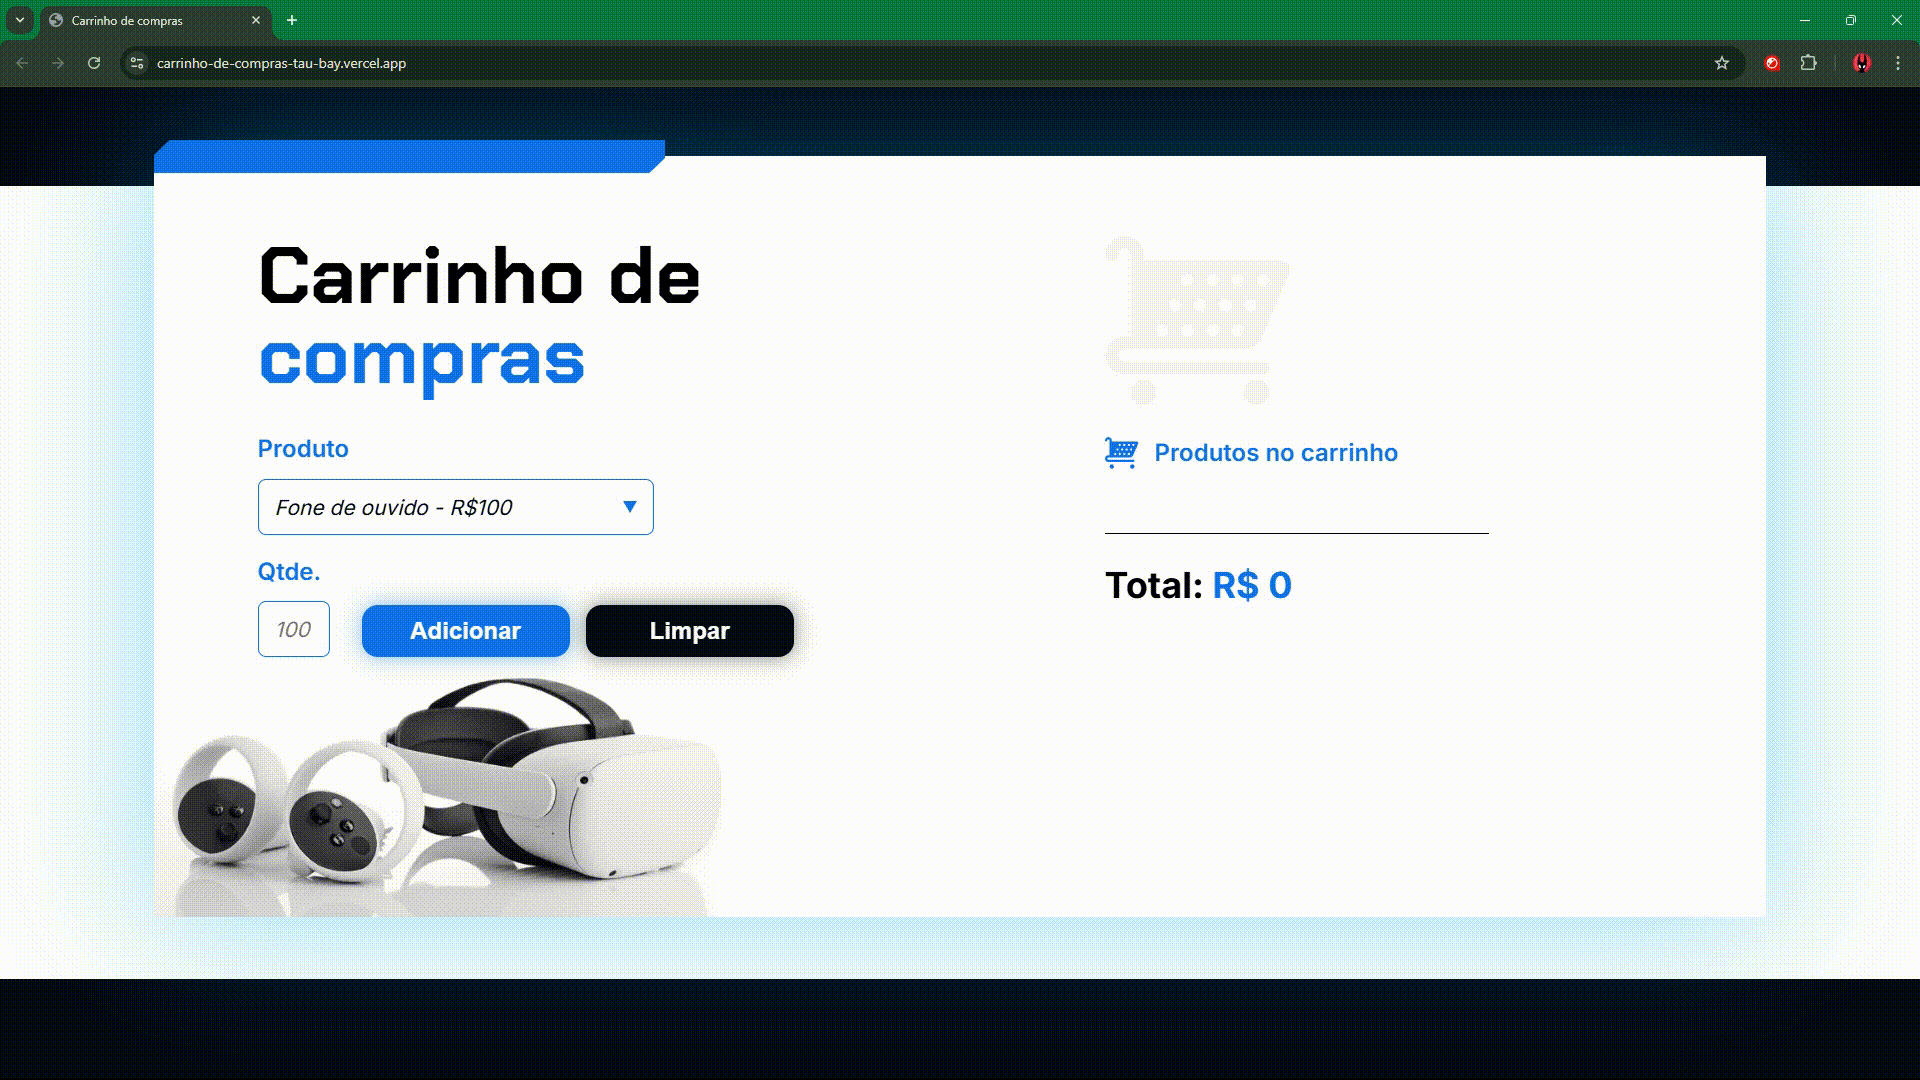 Carrinho de compras
carrinho-de-compras-tau-bay.vercel.app
Carrinho de
compras
Produto
Fone de ouvido - R$100
Qtde.
100
Adicionar
Limpar
Produtos no carrinho
Total: R$ 0